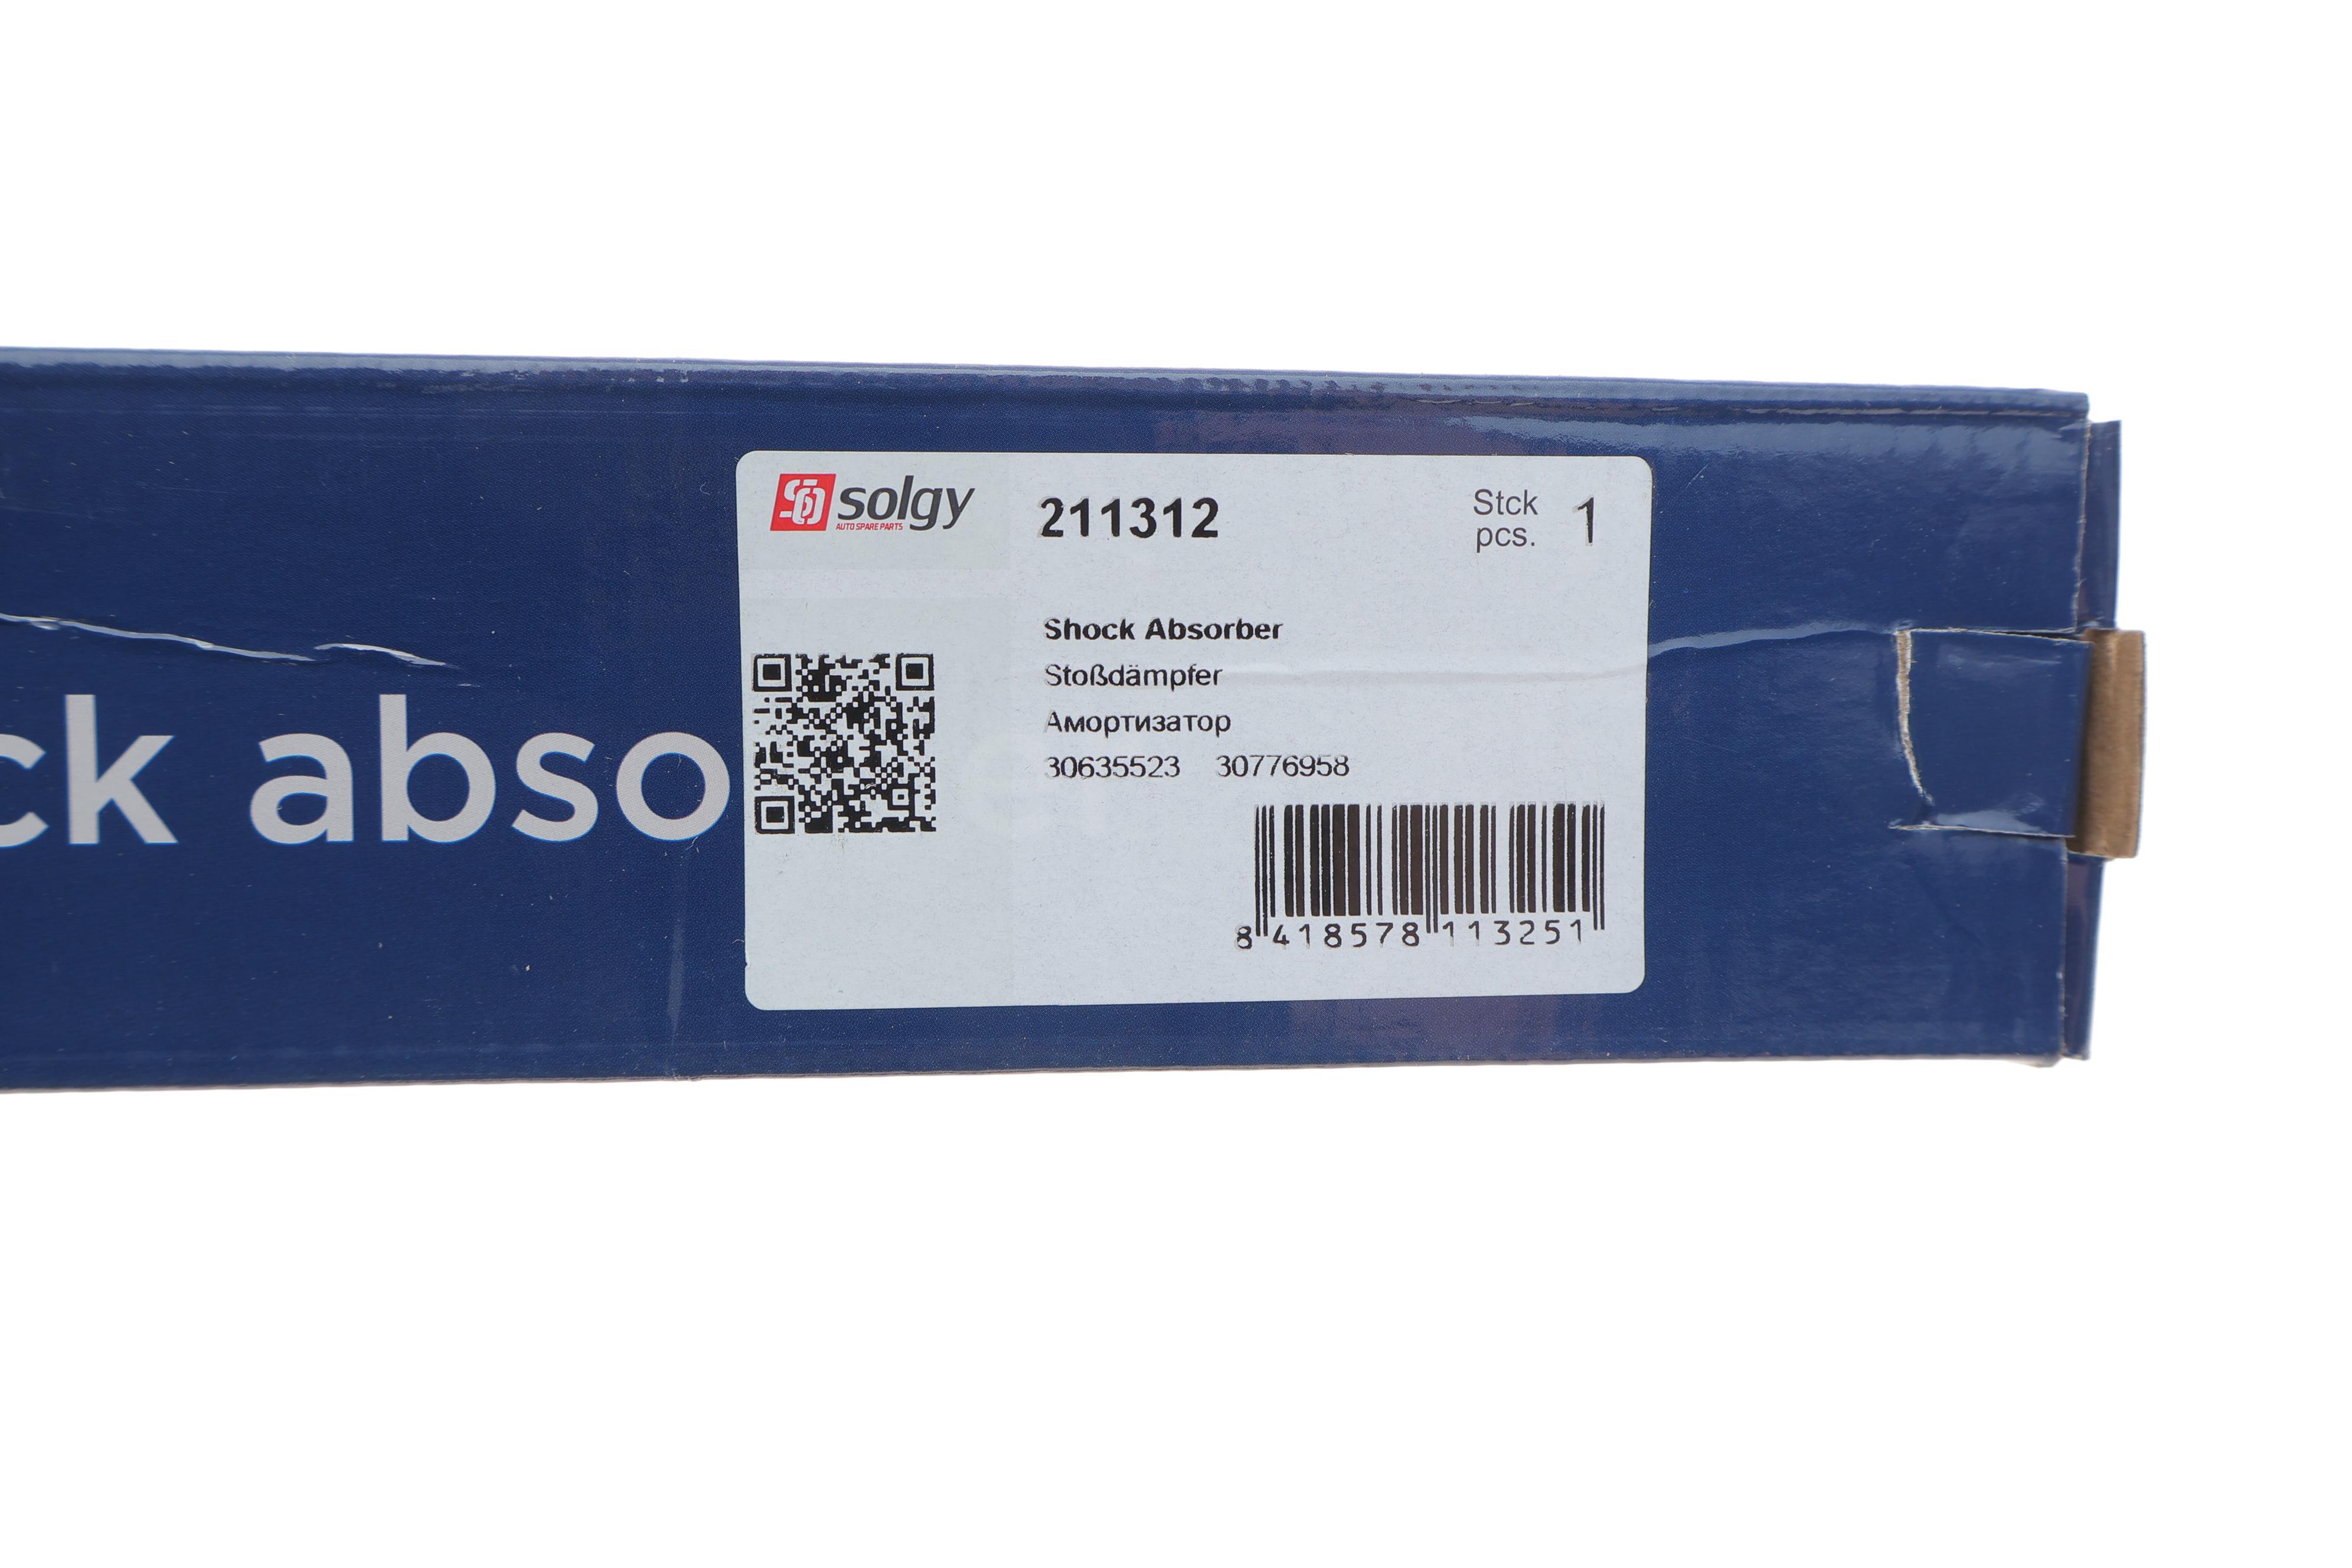 solgy
AUTO SPARE PARTS
211312
Stck
pcs.
1
Shock Absorber
Stoßdämpfer
Амортизатор
30635523 30776958
ck abso
8 418578 113251